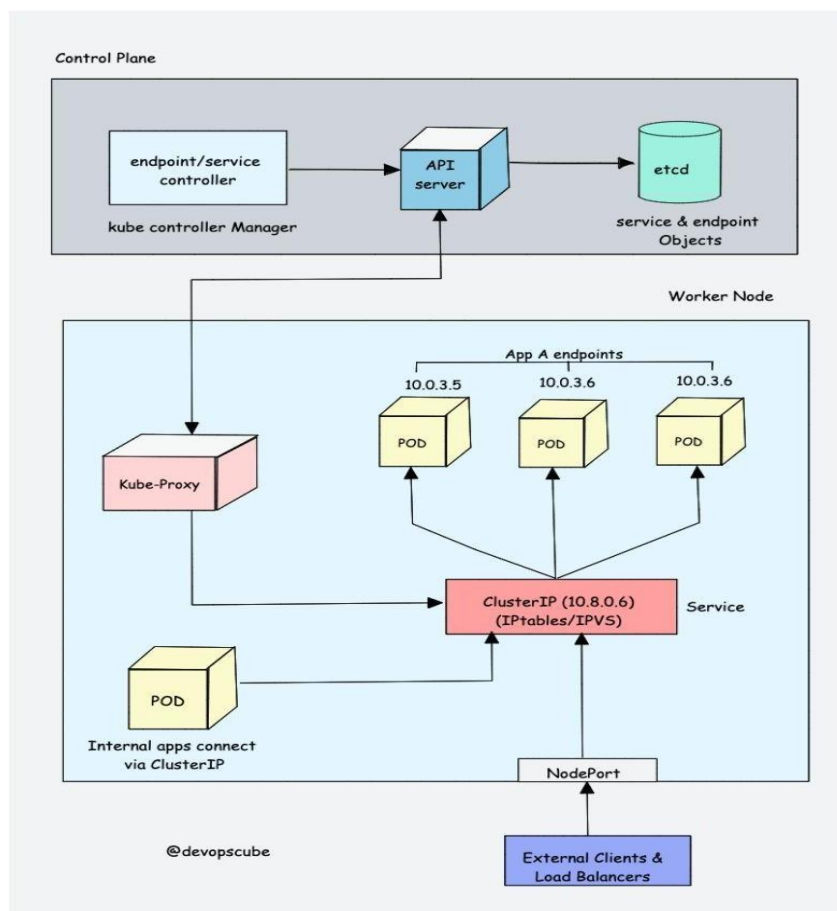 Control Plane
endpoint/service
controller
API
server
etcd
kube controller Manager
service & endpoint
Objects
Worker Node
App A endpoints
10.0.3.5
10.0.3.6
10.0.3.6
POD
POD
POD
Kube-Proxy
ClusterIP (10.8.0.6)
(IPtables/IPVS)
Service
POD
Internal apps connect
via ClusterIP
NodePort
@devopscube
External Clients &
Load Balancers